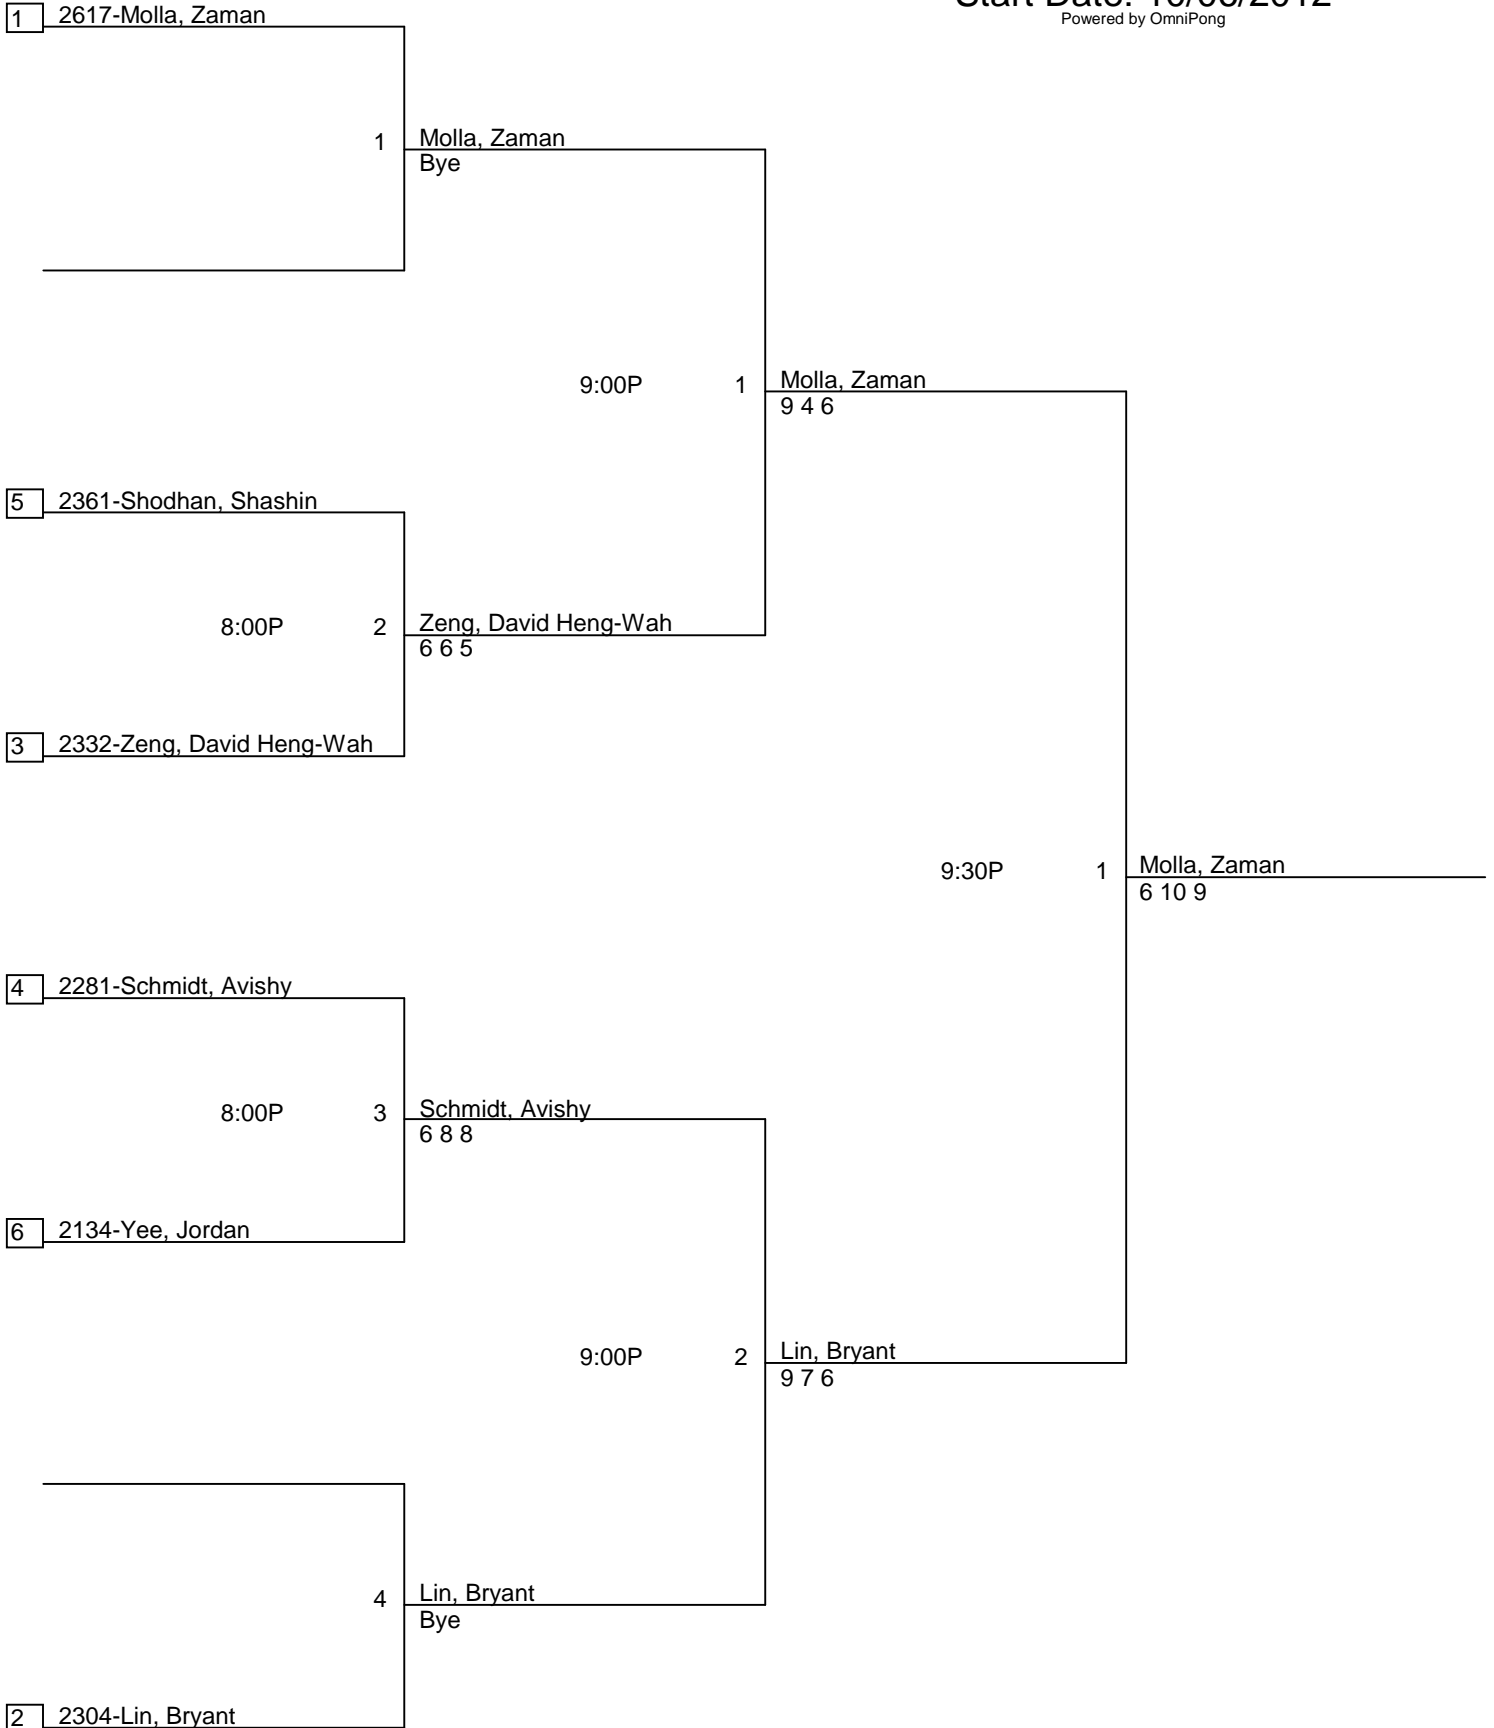 1 2617-Molla, Zaman
Powered by OmniPong
1 Molla, Zaman
Bye
9:00P 1 Molla, Zaman
9 4 6
5 2361-Shodhan, Shashin
8:00P 2 Zeng, David Heng-Wah
6 6 5
3 2332-Zeng, David Heng-Wah
9:30P 1 Molla, Zaman
6 10 9
4 2281-Schmidt, Avishy
8:00P 3 Schmidt, Avishy
6 8 8
6 2134-Yee, Jordan
9:00P 2 Lin, Bryant
9 7 6
4 Lin, Bryant
Bye
2 2304-Lin, Bryant